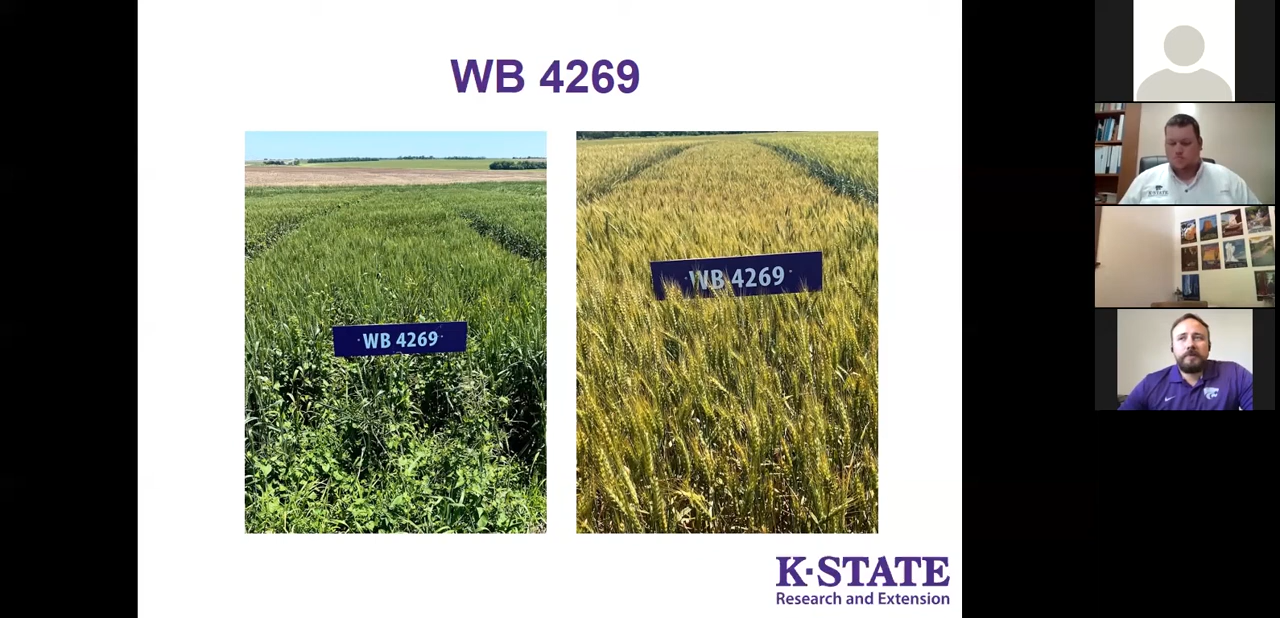 WB 4269
WB 4269
WB 4269
K·STATE
Research and Extension
K-STATE